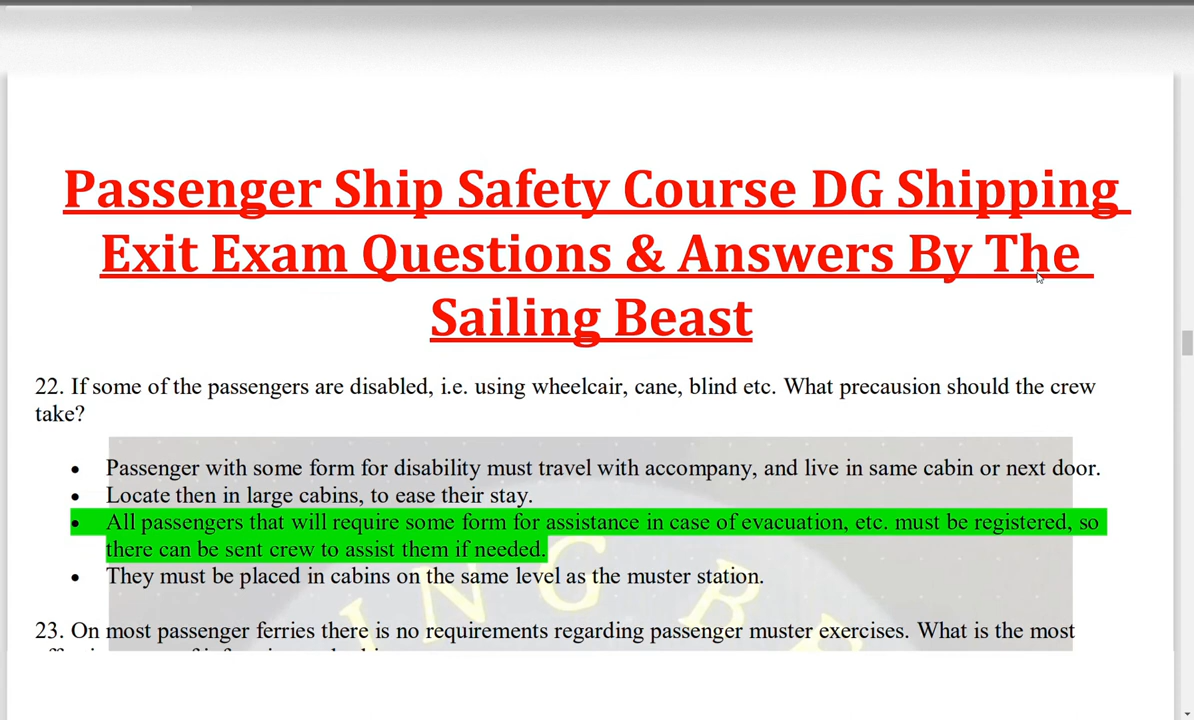 Passenger Ship Safety Course DG Shipping
Exit Exam Questions & Answers By The
Sailing Beast
22. If some of the passengers are disabled, i.e. using wheelcair, cane, blind etc. What precausion should the crew
take?
• Passenger with some form for disability must travel with accompany, and live in same cabin or next door.
• Locate then in large cabins, to ease their stay.
• All passengers that will require some form for assistance in case of evacuation, etc. must be registered, so
there can be sent crew to assist them if needed.
• They must be placed in cabins on the same level as the muster station.
23. On most passenger ferries there is no requirements regarding passenger muster exercises. What is the most